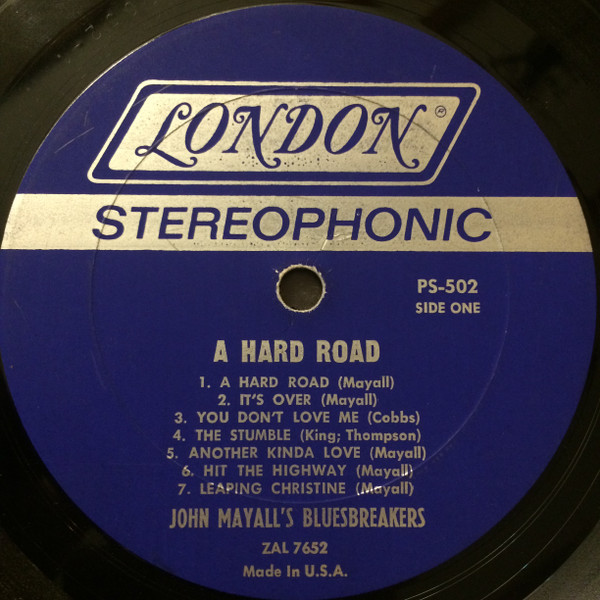 LONDON®
STEREOPHONIC
PS-502
SIDE ONE
A HARD ROAD
1. A HARD ROAD (Mayall)
2. IT'S OVER (Mayall)
3. YOU DON'T LOVE ME (Cobbs)
4. THE STUMBLE (King; Thompson)
5. ANOTHER KINDA LOVE (Mayall)
6. HIT THE HIGHWAY (Mayall)
7. LEAPING CHRISTINE (Mayall)
JOHN MAYALL'S BLUESBREAKERS
ZAL 7652
Made In U.S.A.